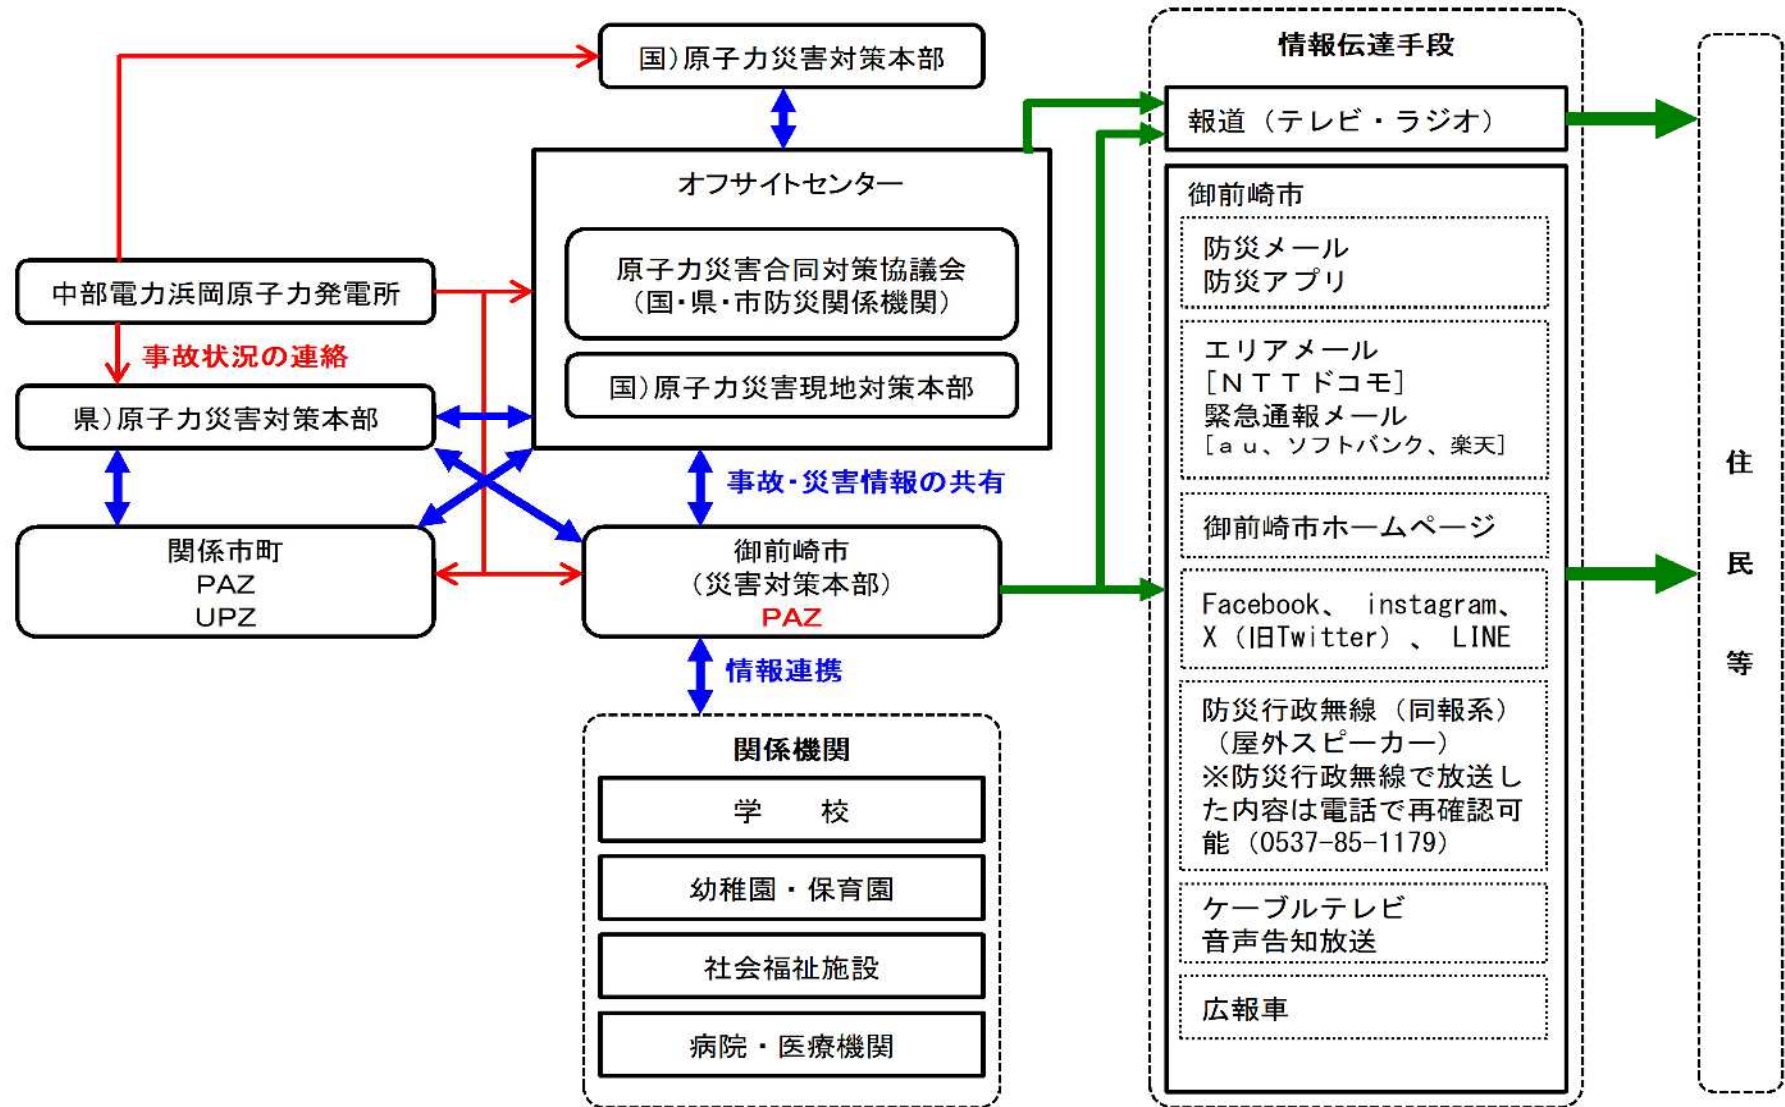 国)原子力災害対策本部
オフサイトセンター
原子力災害合同対策協議会
(国・県・市防災関係機関)
国)原子力災害現地対策本部
中部電力浜岡原子力発電所
事故状況の連絡
県)原子力災害対策本部
事故・災害情報の共有
関係市町
PAZ
UPZ
御前崎市
(災害対策本部)
PAZ
情報連携
関係機関
学　　校
幼稚園・保育園
社会福祉施設
病院・医療機関
情報伝達手段
報道（テレビ・ラジオ）
御前崎市
防災メール
防災アプリ
エリアメール
[ＮＴＴドコモ]
緊急通報メール
[ａｕ、ソフトバンク、楽天]
御前崎市ホームページ
Facebook、 instagram、
X（旧Twitter）、 LINE
防災行政無線（同報系）
（屋外スピーカー）
※防災行政無線で放送し
た内容は電話で再確認可
能（0537-85-1179）
ケーブルテレビ
音声告知放送
広報車
住民等